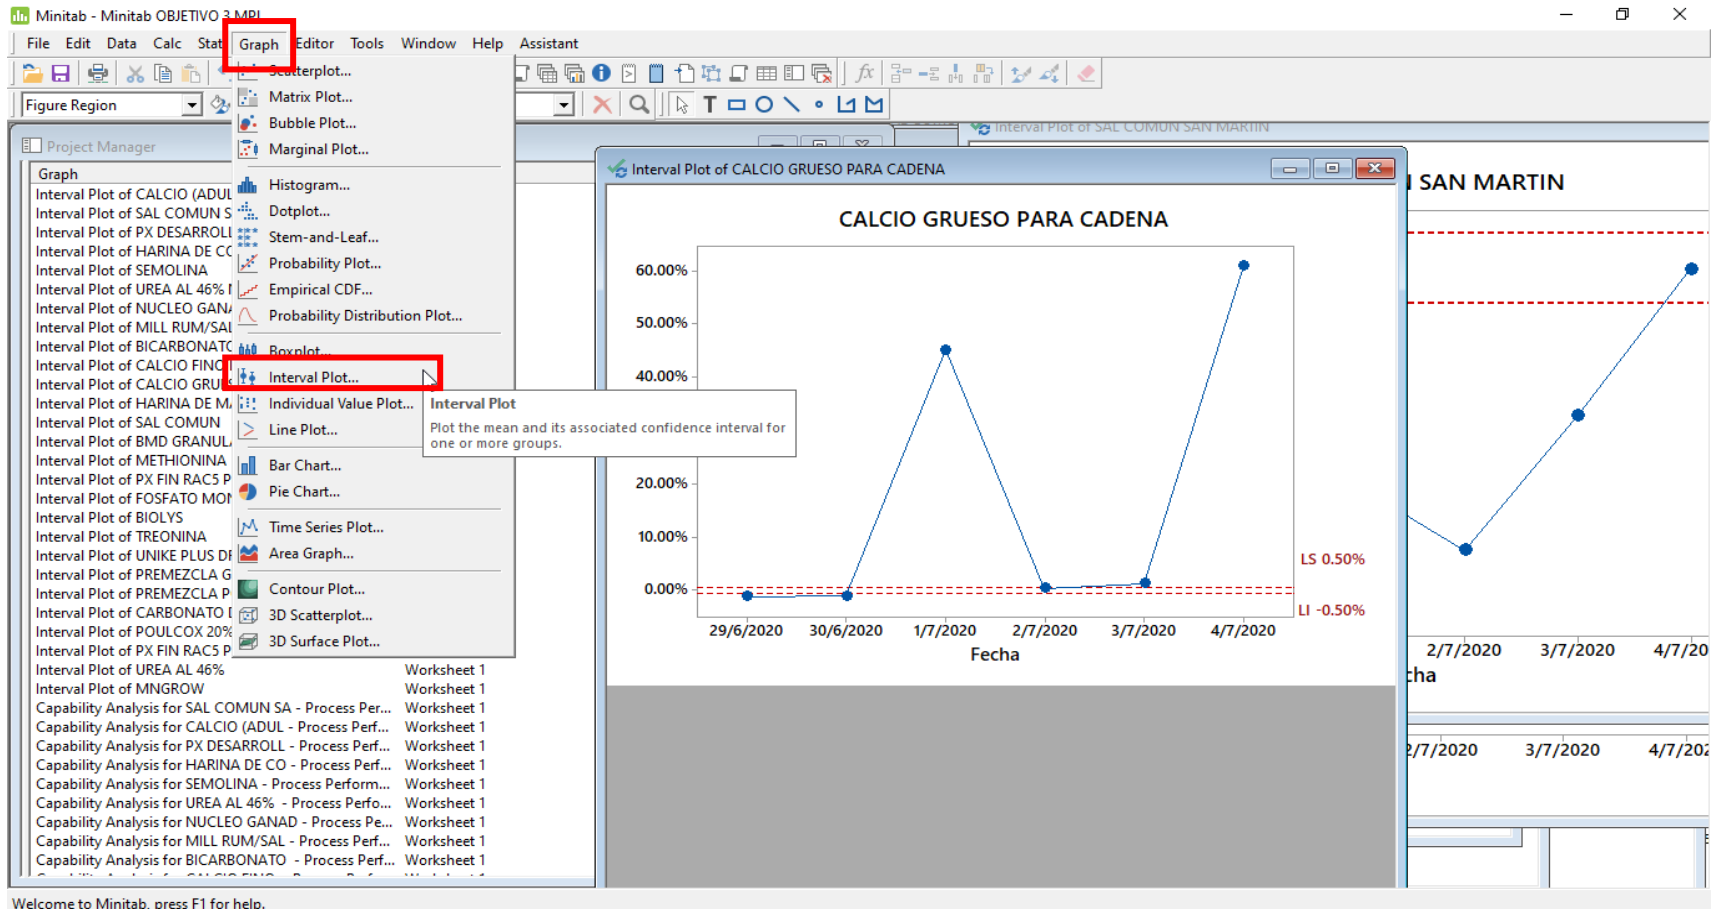 Minitab - Minitab OBJETIVO 3.MPJ
File Edit Data Calc Stat Graph Editor Tools Window Help Assistant
Figure Region
Scatterplot...
Matrix Plot...
Bubble Plot...
Marginal Plot...
Histogram...
Dotplot...
Stem-and-Leaf...
Probability Plot...
Empirical CDF...
Probability Distribution Plot...
Boxplot...
Interval Plot...
Individual Value Plot...
Line Plot...
Bar Chart...
Pie Chart...
Time Series Plot...
Area Graph...
Contour Plot...
3D Scatterplot...
3D Surface Plot...
Interval Plot
Plot the mean and its associated confidence interval for
one or more groups.
Project Manager
Graph
Interval Plot of CALCIO (ADUL
Interval Plot of SAL COMUN S
Interval Plot of PX DESARROLL
Interval Plot of HARINA DE CO
Interval Plot of SEMOLINA
Interval Plot of UREA AL 46%
Interval Plot of NUCLEO GANA
Interval Plot of MILL RUM/SAL
Interval Plot of BICARBONATO
Interval Plot of CALCIO FINO
Interval Plot of CALCIO GRU
Interval Plot of HARINA DE M
Interval Plot of SAL COMUN
Interval Plot of BMD GRANUL
Interval Plot of METHIONINA
Interval Plot of PX FIN RAC5 P
Interval Plot of FOSFATO MON
Interval Plot of BIOLYS
Interval Plot of TREONINA
Interval Plot of UNIKE PLUS DR
Interval Plot of PREMEZCLA G
Interval Plot of PREMEZCLA P
Interval Plot of CARBONATO D
Interval Plot of POULCOX 20%
Interval Plot of PX FIN RAC5 P
Interval Plot of UREA AL 46% Worksheet 1
Interval Plot of MNGROW Worksheet 1
Capability Analysis for SAL COMUN SA - Process Per... Worksheet 1
Capability Analysis for CALCIO (ADUL - Process Perf... Worksheet 1
Capability Analysis for PX DESARROLL - Process Perf... Worksheet 1
Capability Analysis for HARINA DE CO - Process Perf... Worksheet 1
Capability Analysis for SEMOLINA - Process Perform... Worksheet 1
Capability Analysis for UREA AL 46% - Process Perfo... Worksheet 1
Capability Analysis for NUCLEO GANAD - Process Pe... Worksheet 1
Capability Analysis for MILL RUM/SAL - Process Perf... Worksheet 1
Capability Analysis for BICARBONATO - Process Perf... Worksheet 1
Interval Plot of CALCIO GRUESO PARA CADENA
CALCIO GRUESO PARA CADENA
60.00%
50.00%
40.00%
20.00%
10.00%
0.00%
LS 0.50%
LI -0.50%
29/6/2020 30/6/2020 1/7/2020 2/7/2020 3/7/2020 4/7/2020
Fecha
Interval Plot of SAL COMUN SAN MARTIN
SAN MARTIN
2/7/2020 3/7/2020 4/7/20
cha
2/7/2020 3/7/2020 4/7/202
Welcome to Minitab, press F1 for help.